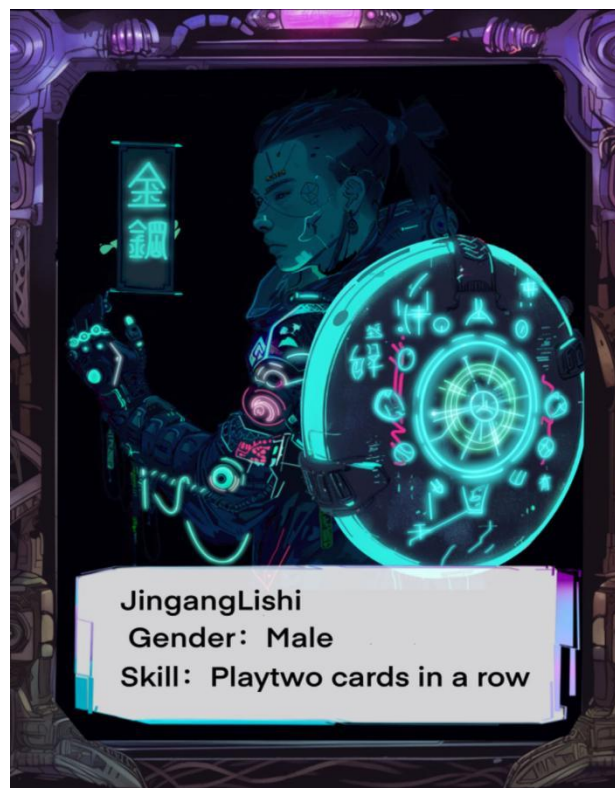 金
鋼
JingangLishi
Gender：Male
Skill：Playtwo cards in a row